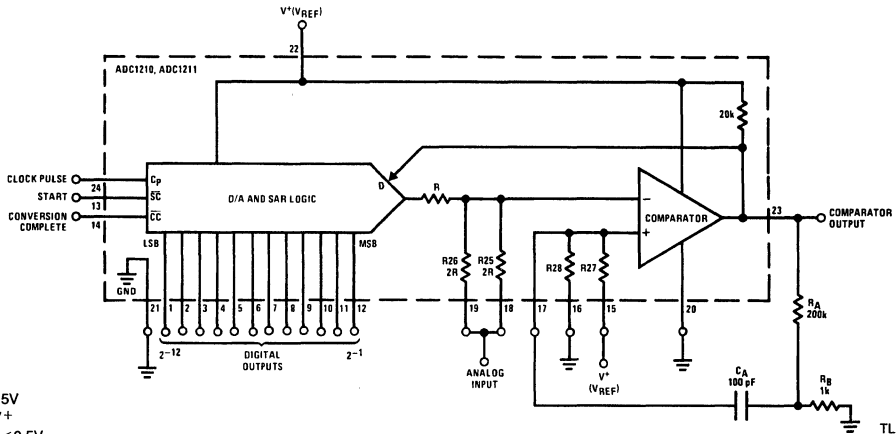 V⁺(VREF)
22
ADC1210, ADC1211
20k
CLOCK PULSE
24
CP
START
13
SC
CONVERSION
COMPLETE
14
CC
D/A AND SAR LOGIC
D
R
−
+
COMPARATOR
23
COMPARATOR
OUTPUT
LSB
MSB
GND
R26
2R
R25
2R
R28
R27
RA
200k
21
1
2
3
4
5
6
7
8
9
10
11
12
19
18
17
16
15
20
2⁻¹²
DIGITAL
OUTPUTS
2⁻¹
ANALOG
INPUT
V⁺
(VREF)
CA
100 pF
RB
1k
5V
+
TL